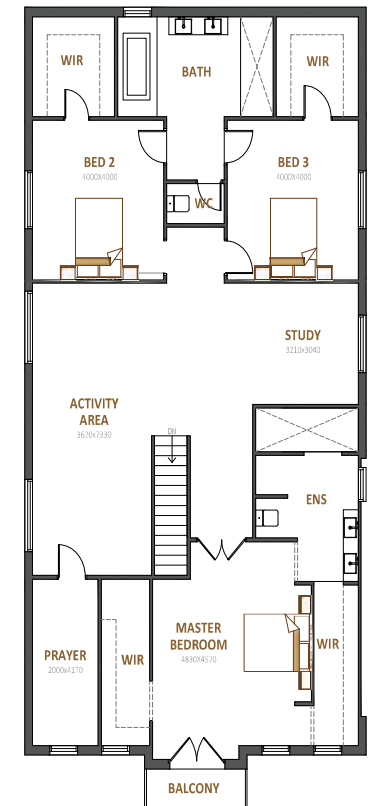 WIR
BATH
WIR
BED 2
4000X4000
BED 3
4000X4000
WC
STUDY
3210x3040
ACTIVITY
AREA
3620x7330
DN
ENS
MASTER
BEDROOM
4830X4520
PRAYER
2000x4170
WIR
WIR
BALCONY